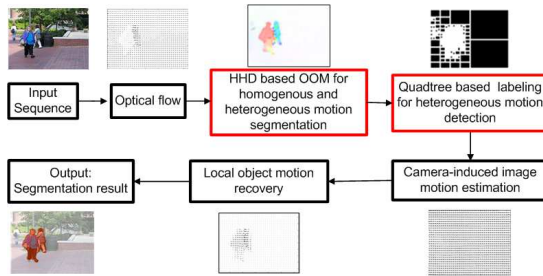 Input
Sequence
Optical flow
HHD based OOM for
homogenous and
heterogeneous motion
segmentation
Quadtree based labeling
for heterogeneous motion
detection
Camera-induced image
motion estimation
Local object motion
recovery
Output:
Segmentation result